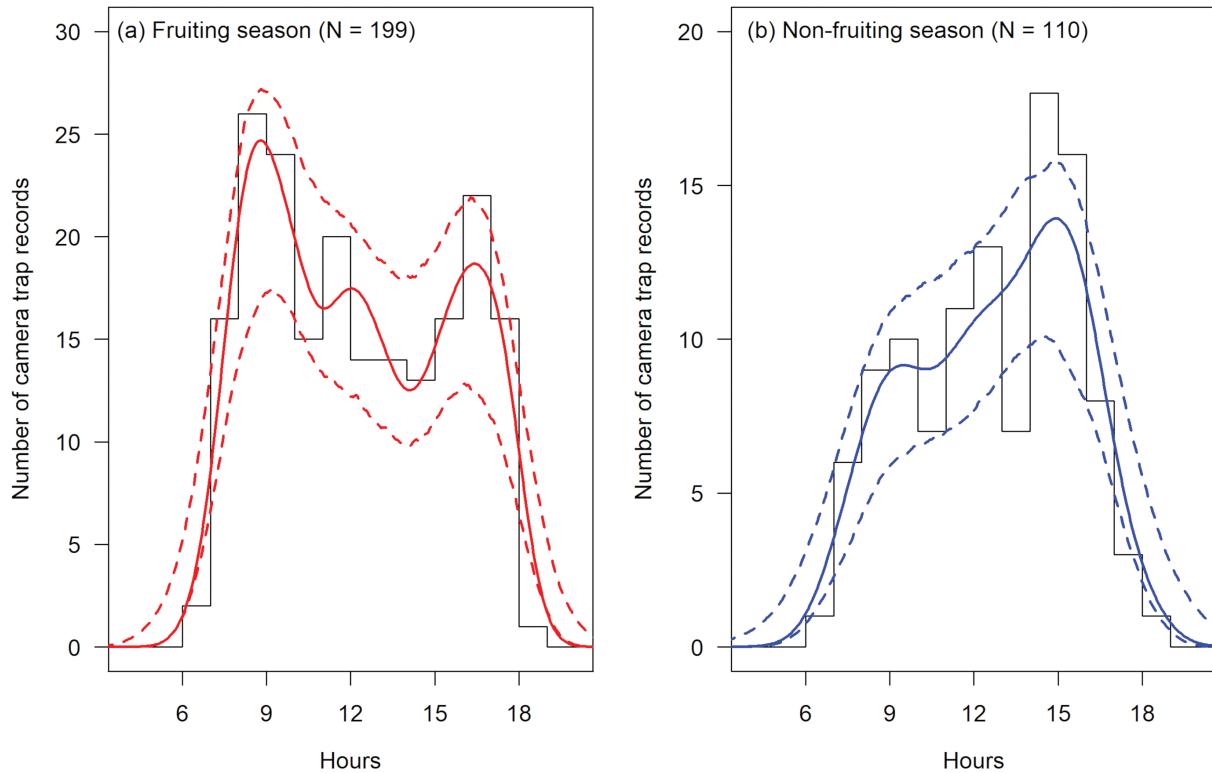 (a) Fruiting season (N = 199)
Number of camera trap records
30
25
20
15
10
5
0
6 9 12 15 18
Hours
(b) Non-fruiting season (N = 110)
Number of camera trap records
20
15
10
5
0
6 9 12 15 18
Hours